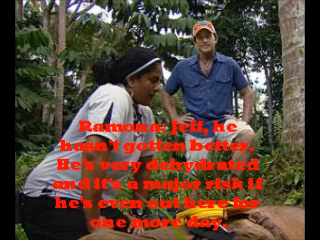 Ramona: Jeff, he
hasn't gotten better.
He's very dehydrated
and it's a major risk if
he's even out here for
one more day